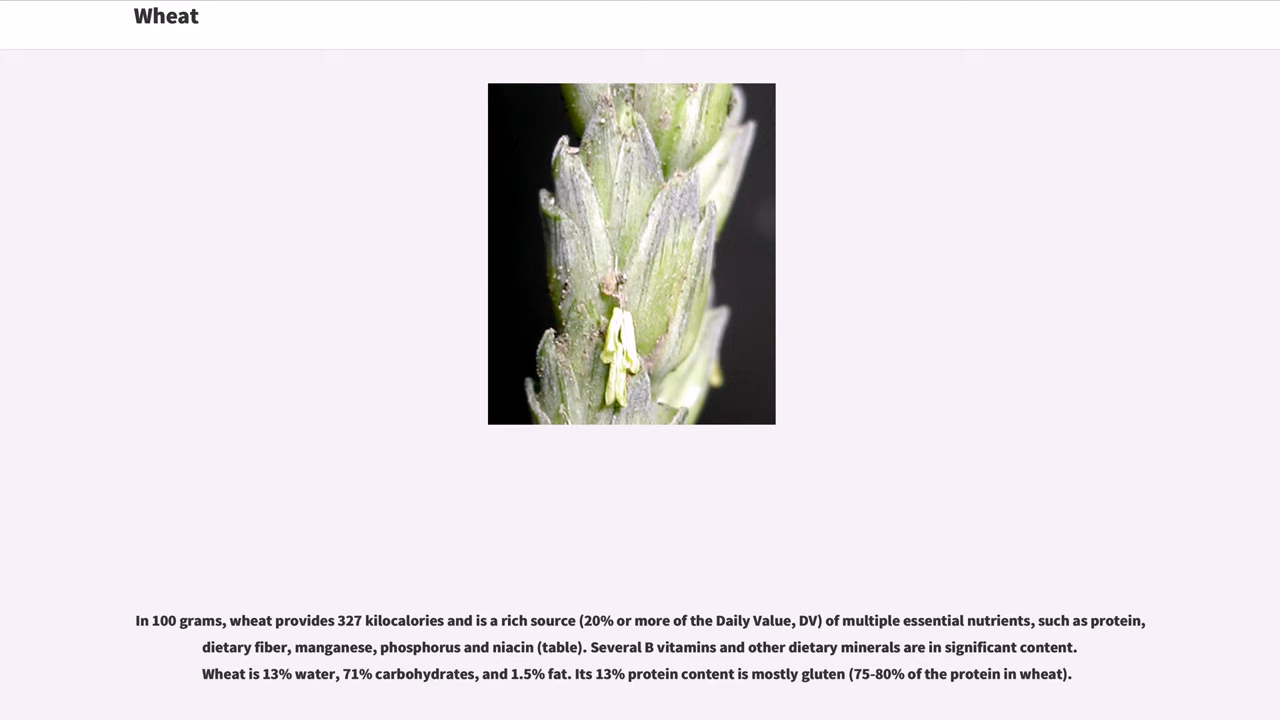 Wheat
In 100 grams, wheat provides 327 kilocalories and is a rich source (20% or more of the Daily Value, DV) of multiple essential nutrients, such as protein,
dietary fiber, manganese, phosphorus and niacin (table). Several B vitamins and other dietary minerals are in significant content.
Wheat is 13% water, 71% carbohydrates, and 1.5% fat. Its 13% protein content is mostly gluten (75-80% of the protein in wheat).